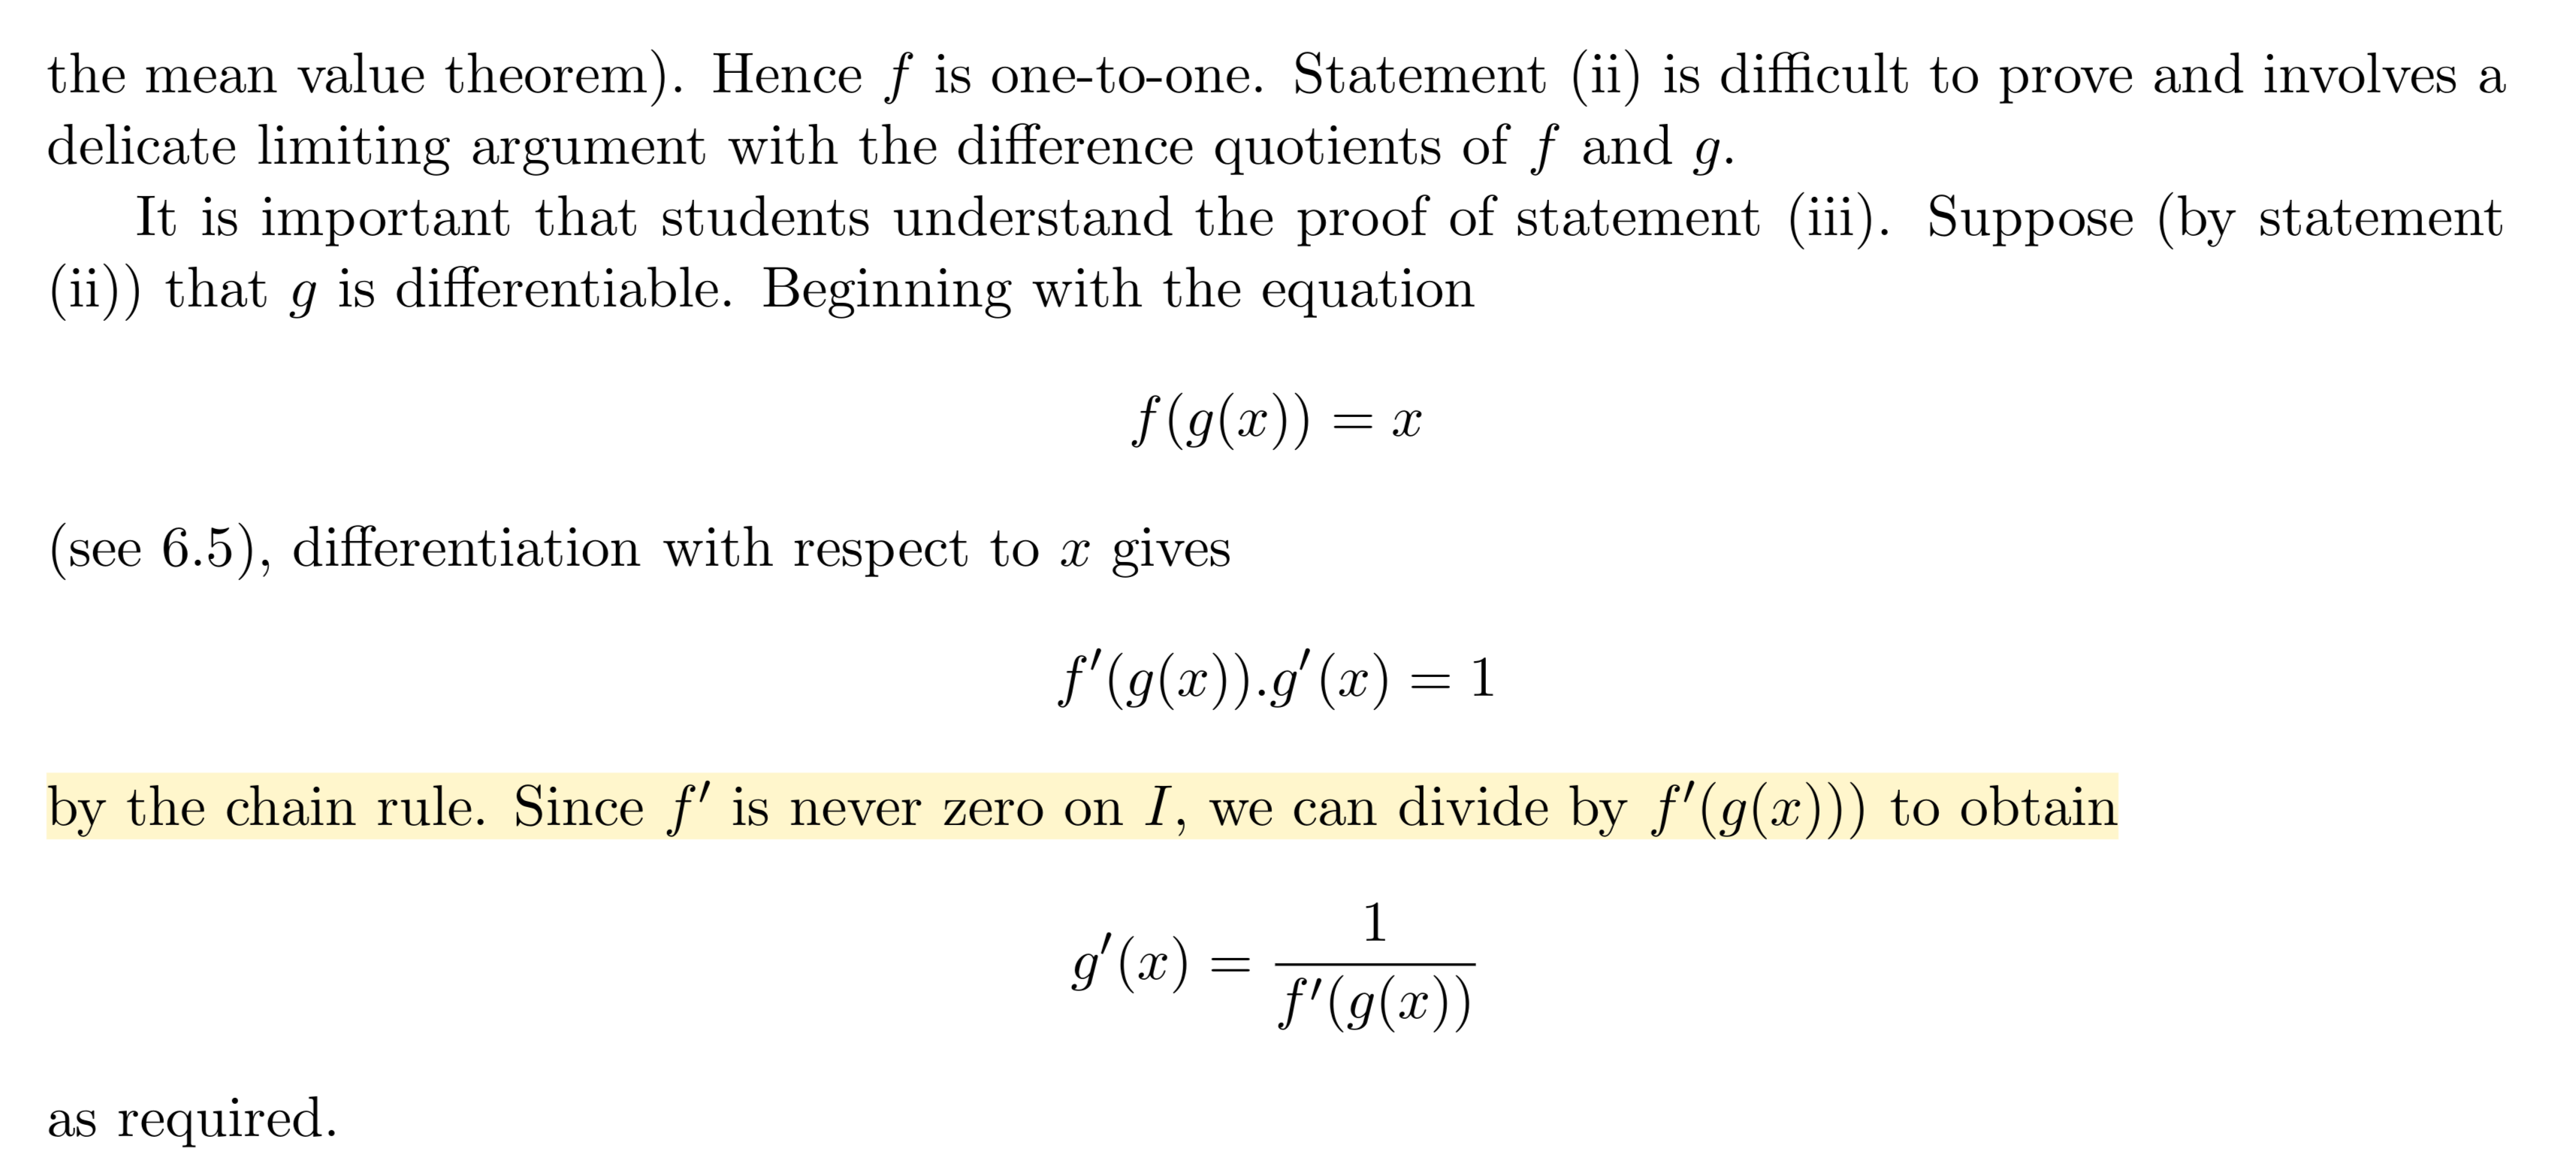 the mean value theorem). Hence f is one-to-one. Statement (ii) is difficult to prove and involves a
delicate limiting argument with the difference quotients of f and g.
It is important that students understand the proof of statement (iii). Suppose (by statement
(ii)) that g is differentiable. Beginning with the equation
f(g(x)) = x
(see 6.5), differentiation with respect to x gives
f′(g(x)).g′(x) = 1
by the chain rule. Since f′ is never zero on I, we can divide by f′(g(x))) to obtain
g′(x) = \frac{1}{f′(g(x))}
as required.